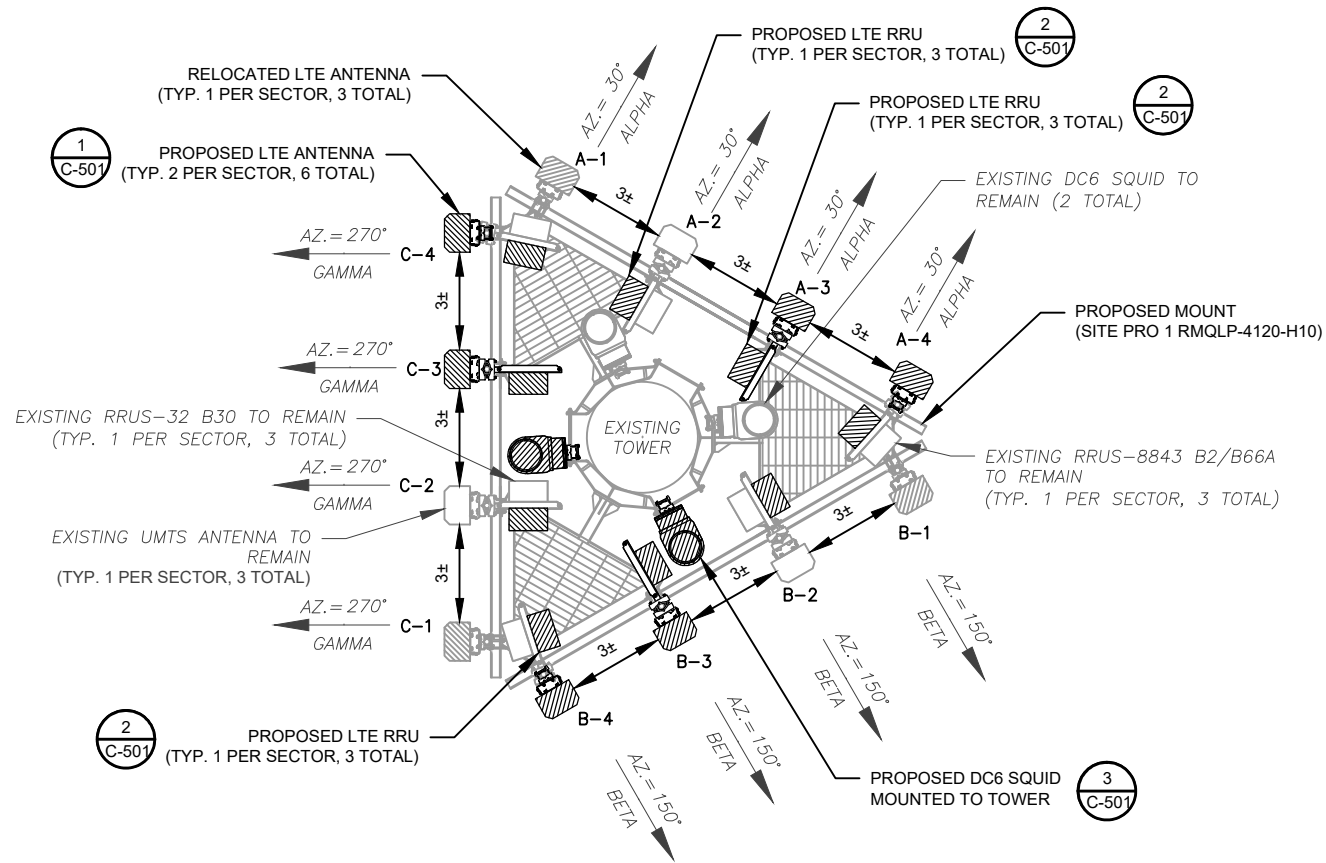 PROPOSED LTE RRU
(TYP. 1 PER SECTOR, 3 TOTAL)
2
C-501
RELOCATED LTE ANTENNA
(TYP. 1 PER SECTOR, 3 TOTAL)
AZ.= 30°
ALPHA
PROPOSED LTE RRU
(TYP. 1 PER SECTOR, 3 TOTAL)
2
C-501
1
C-501
PROPOSED LTE ANTENNA
(TYP. 2 PER SECTOR, 6 TOTAL)
A-1
AZ.= 30°
ALPHA
EXISTING DC6 SQUID TO
REMAIN (2 TOTAL)
3±
A-2
AZ.= 30°
ALPHA
AZ.=270°
GAMMA
C-4
3±
A-3
AZ.= 30°
ALPHA
3±
3±
A-4
PROPOSED MOUNT
(SITE PRO 1 RMQLP-4120-H10)
AZ.=270°
C-3
GAMMA
EXISTING RRUS-32 B30 TO REMAIN
(TYP. 1 PER SECTOR, 3 TOTAL)
3±
EXISTING
TOWER
EXISTING RRUS-8843 B2/B66A
TO REMAIN
(TYP. 1 PER SECTOR, 3 TOTAL)
AZ.=270°
C-2
GAMMA
3±
B-1
EXISTING UMTS ANTENNA TO
REMAIN
(TYP. 1 PER SECTOR, 3 TOTAL)
3±
3±
B-2
AZ.=150°
BETA
AZ.=270°
C-1
GAMMA
3±
B-3
AZ.=150°
BETA
B-4
AZ.=150°
BETA
2
C-501
PROPOSED LTE RRU
(TYP. 1 PER SECTOR, 3 TOTAL)
AZ.=150°
BETA
PROPOSED DC6 SQUID
MOUNTED TO TOWER
3
C-501